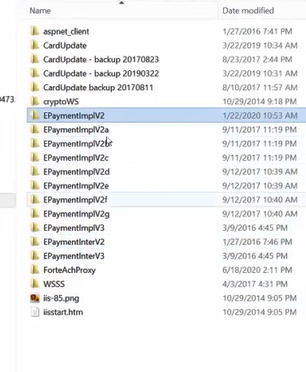 Name Date modified
aspnet_client 1/27/2016 7:41 PM
CardUpdate 3/22/2019 10:34 AM
CardUpdate - backup 20170823 8/23/2017 2:44 PM
CardUpdate - backup 20190322 3/22/2019 10:31 AM
CardUpdate backup 20170811 8/10/2017 11:57 AM
cryptoWS 10/29/2014 9:18 PM
0473. EPaymentImplV2 1/22/2020 10:53 AM
EPaymentImplV2a 9/11/2017 11:19 PM
EPaymentImplV2b 9/11/2017 11:19 PM
EPaymentImplV2c 9/11/2017 11:19 PM
EPaymentImplV2d 9/12/2017 10:39 AM
EPaymentImplV2e 9/12/2017 10:39 AM
EPaymentImplV2f 9/12/2017 10:40 AM
EPaymentImplV2g 9/12/2017 10:40 AM
EPaymentImplV3 3/9/2016 4:45 PM
EPaymentInterV2 1/27/2016 7:46 PM
EPaymentInterV3 3/9/2016 4:45 PM
ForteAchProxy 6/18/2020 2:11 PM
WSSS 4/3/2017 4:31 PM
iis-85.png 10/29/2014 9:05 PM
iisstart.htm 10/29/2014 9:05 PM